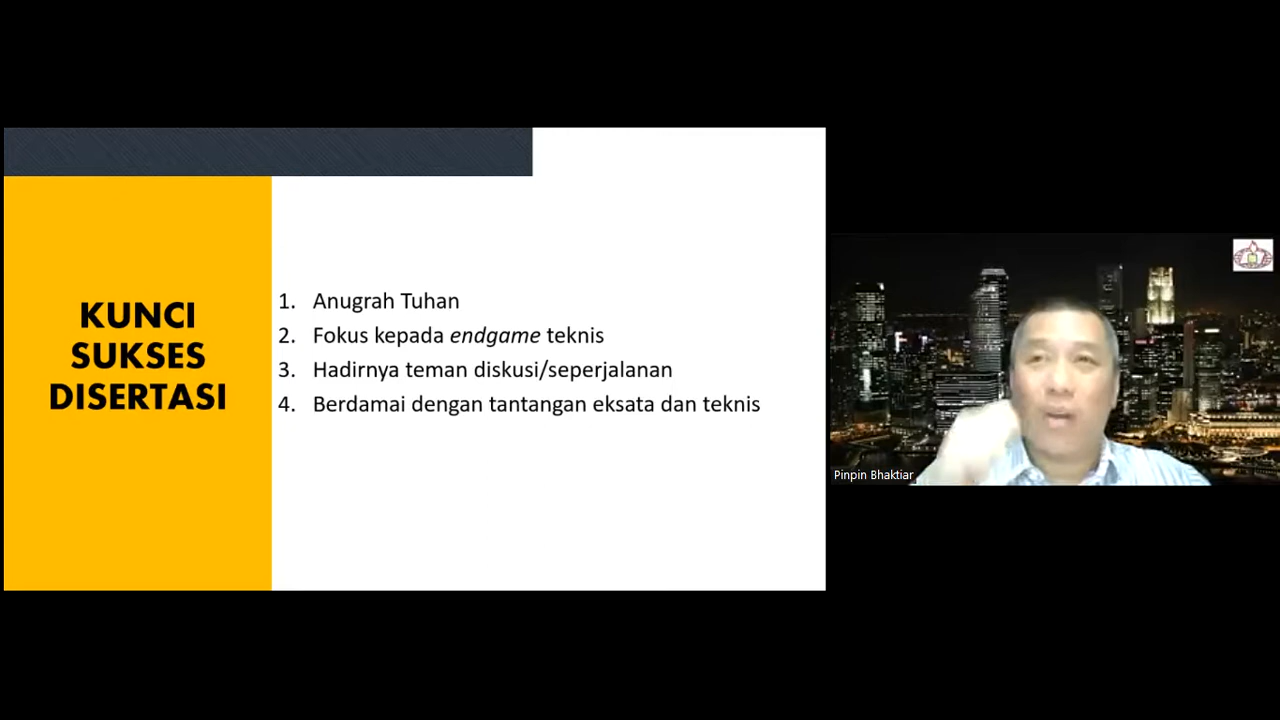 KUNCI
SUKSES
DISERTASI
1. Anugrah Tuhan
2. Fokus kepada endgame teknis
3. Hadirnya teman diskusi/seperjalanan
4. Berdamai dengan tantangan eksata dan teknis
Pinpin Bhaktiar